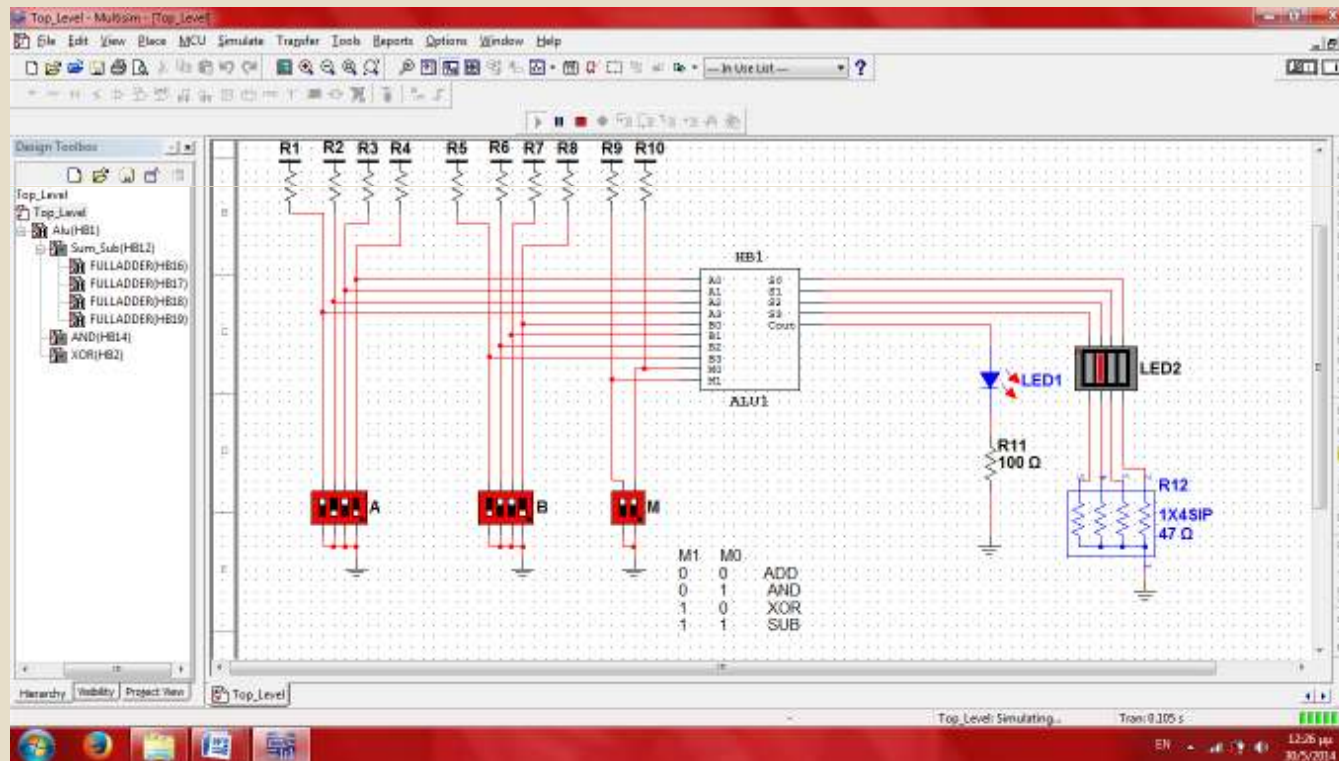 Top_Level - Multisim - [Top_Level]
File Edit View Place MCU Simulate Transfer Tools Reports Options Window Help
--- In Use List ---
Design Toolbox
Top_Level
Top_Level
Alu(HB1)
Sum_Sub(HB12)
FULLADDER(HB16)
FULLADDER(HB17)
FULLADDER(HB18)
FULLADDER(HB19)
AND(HB14)
XOR(HB2)
Hierarchy Visibility Project View
R1 R2 R3 R4 R5 R6 R7 R8 R9 R10
HB1
A0 S0
A1 S1
A2 S2
A3 S3
B0 Cout
B1
B2
B3
M0
M1
ALU1
LED1
LED2
R11
100 Ω
R12
1X4SIP
47 Ω
A B M
M1 M0
0 0 ADD
0 1 AND
1 0 XOR
1 1 SUB
Top_Level
Top_Level: Simulating... Tran: 0.105 s
EN
12:26 μμ
30/5/2014